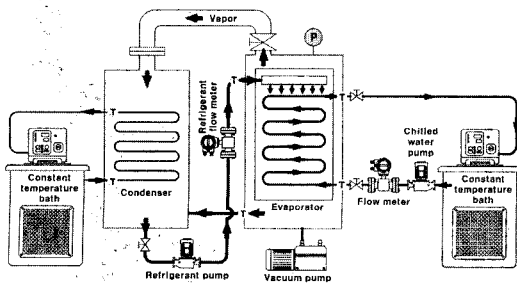 Vapor
P
T
T
Refrigerant
flow meter
T
T
Chilled
water
pump
Constant
temperature
bath
T
Condenser
T
T
Evaporator
Flow meter
Constant
temperature
bath
Refrigerant pump
Vacuum pump